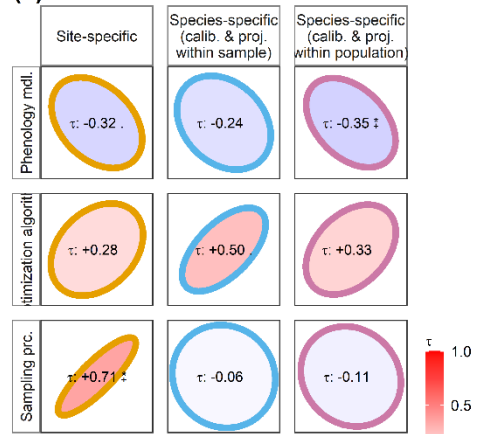 Site-specific
Species-specific
(calib. & proj.
within sample)
Species-specific
(calib. & proj.
within population)
Phenology mdl.
τ: -0.32 .
τ: -0.24
τ: -0.35 ‡
τ: +0.28
τ: +0.50 .
τ: +0.33
Sampling prc.
τ: +0.71
τ: -0.06
τ: -0.11
τ
1.0
0.5